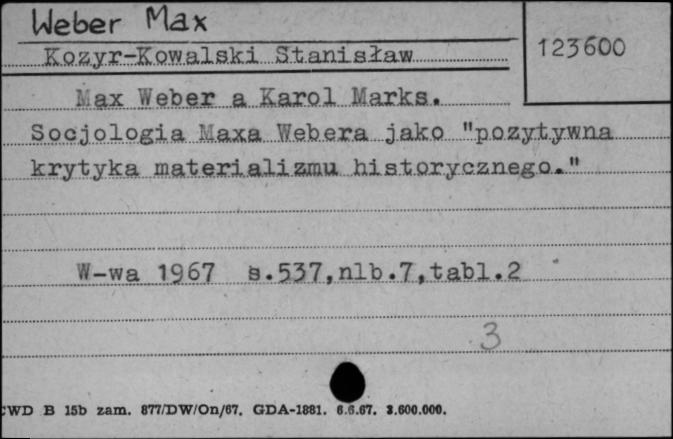 Weber Max
123600
Kozyr-Kowalski Stanisław
Max Weber a Karol Marks.
Socjologia Maxa Webera jako "pozytywna
krytyka materializmu historycznego."
W-wa 1967 s.537,nlb.7,tabl.2
3
CWD B 15b zam. 877/DW/On/67. GDA-1881. 6.6.67. 3.600.000.